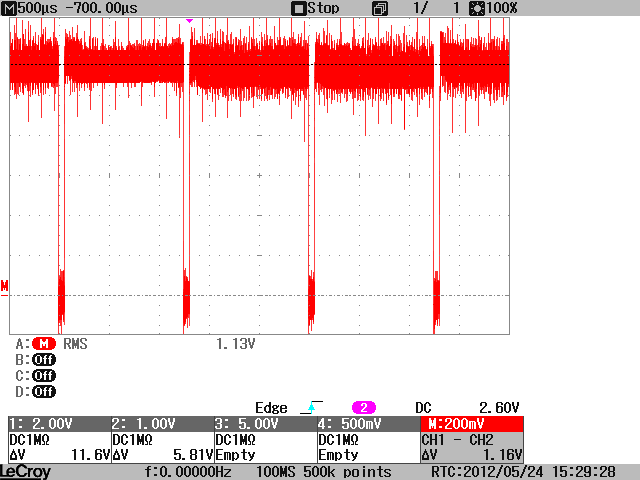 M 500µs -700.00µs Stop 1/ 1 100%
M
A: M RMS 1.13V
B: Off
C: Off
D: Off
Edge 2 DC 2.60V
1: 2.00V 2: 1.00V 3: 5.00V 4: 500mV M:200mV
DC1MΩ DC1MΩ DC1MΩ DC1MΩ CH1 - CH2
ΔV 11.6V ΔV 5.81V Empty Empty ΔV 1.16V
LeCroy f:0.00000Hz 100MS 500k points RTC:2012/05/24 15:29:28